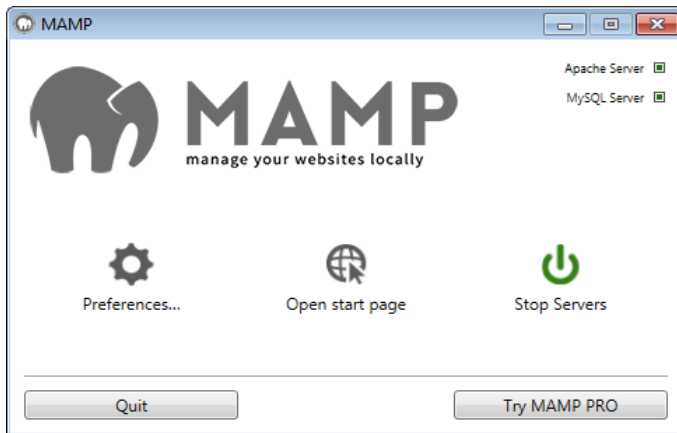 MAMP
Apache Server
MySQL Server
MAMP
manage your websites locally
Preferences...
Open start page
Stop Servers
Quit
Try MAMP PRO